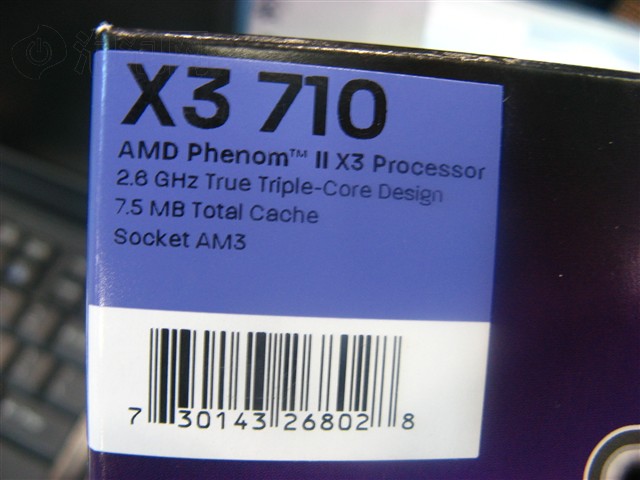 X3 710
AMD Phenom™ II X3 Processor
2.6 GHz True Triple-Core Design
7.5 MB Total Cache
Socket AM3
7 30143 26802 8